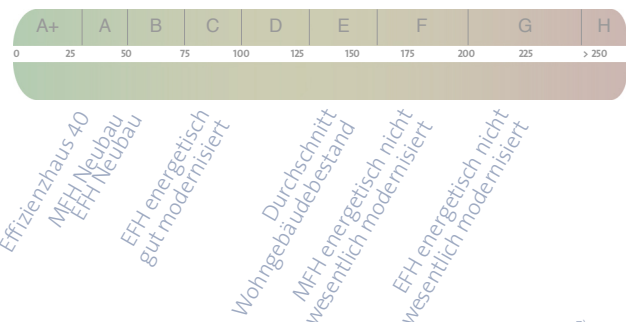 A+ A B C D E F G H
0 25 50 75 100 125 150 175 200 225 > 250
Effizienzhaus 40
MFH Neubau
EFH Neubau
EFH energetisch
gut modernisiert
Durchschnitt
Wohngebäudebestand
MFH energetisch nicht
wesentlich modernisiert
EFH energetisch nicht
wesentlich modernisiert